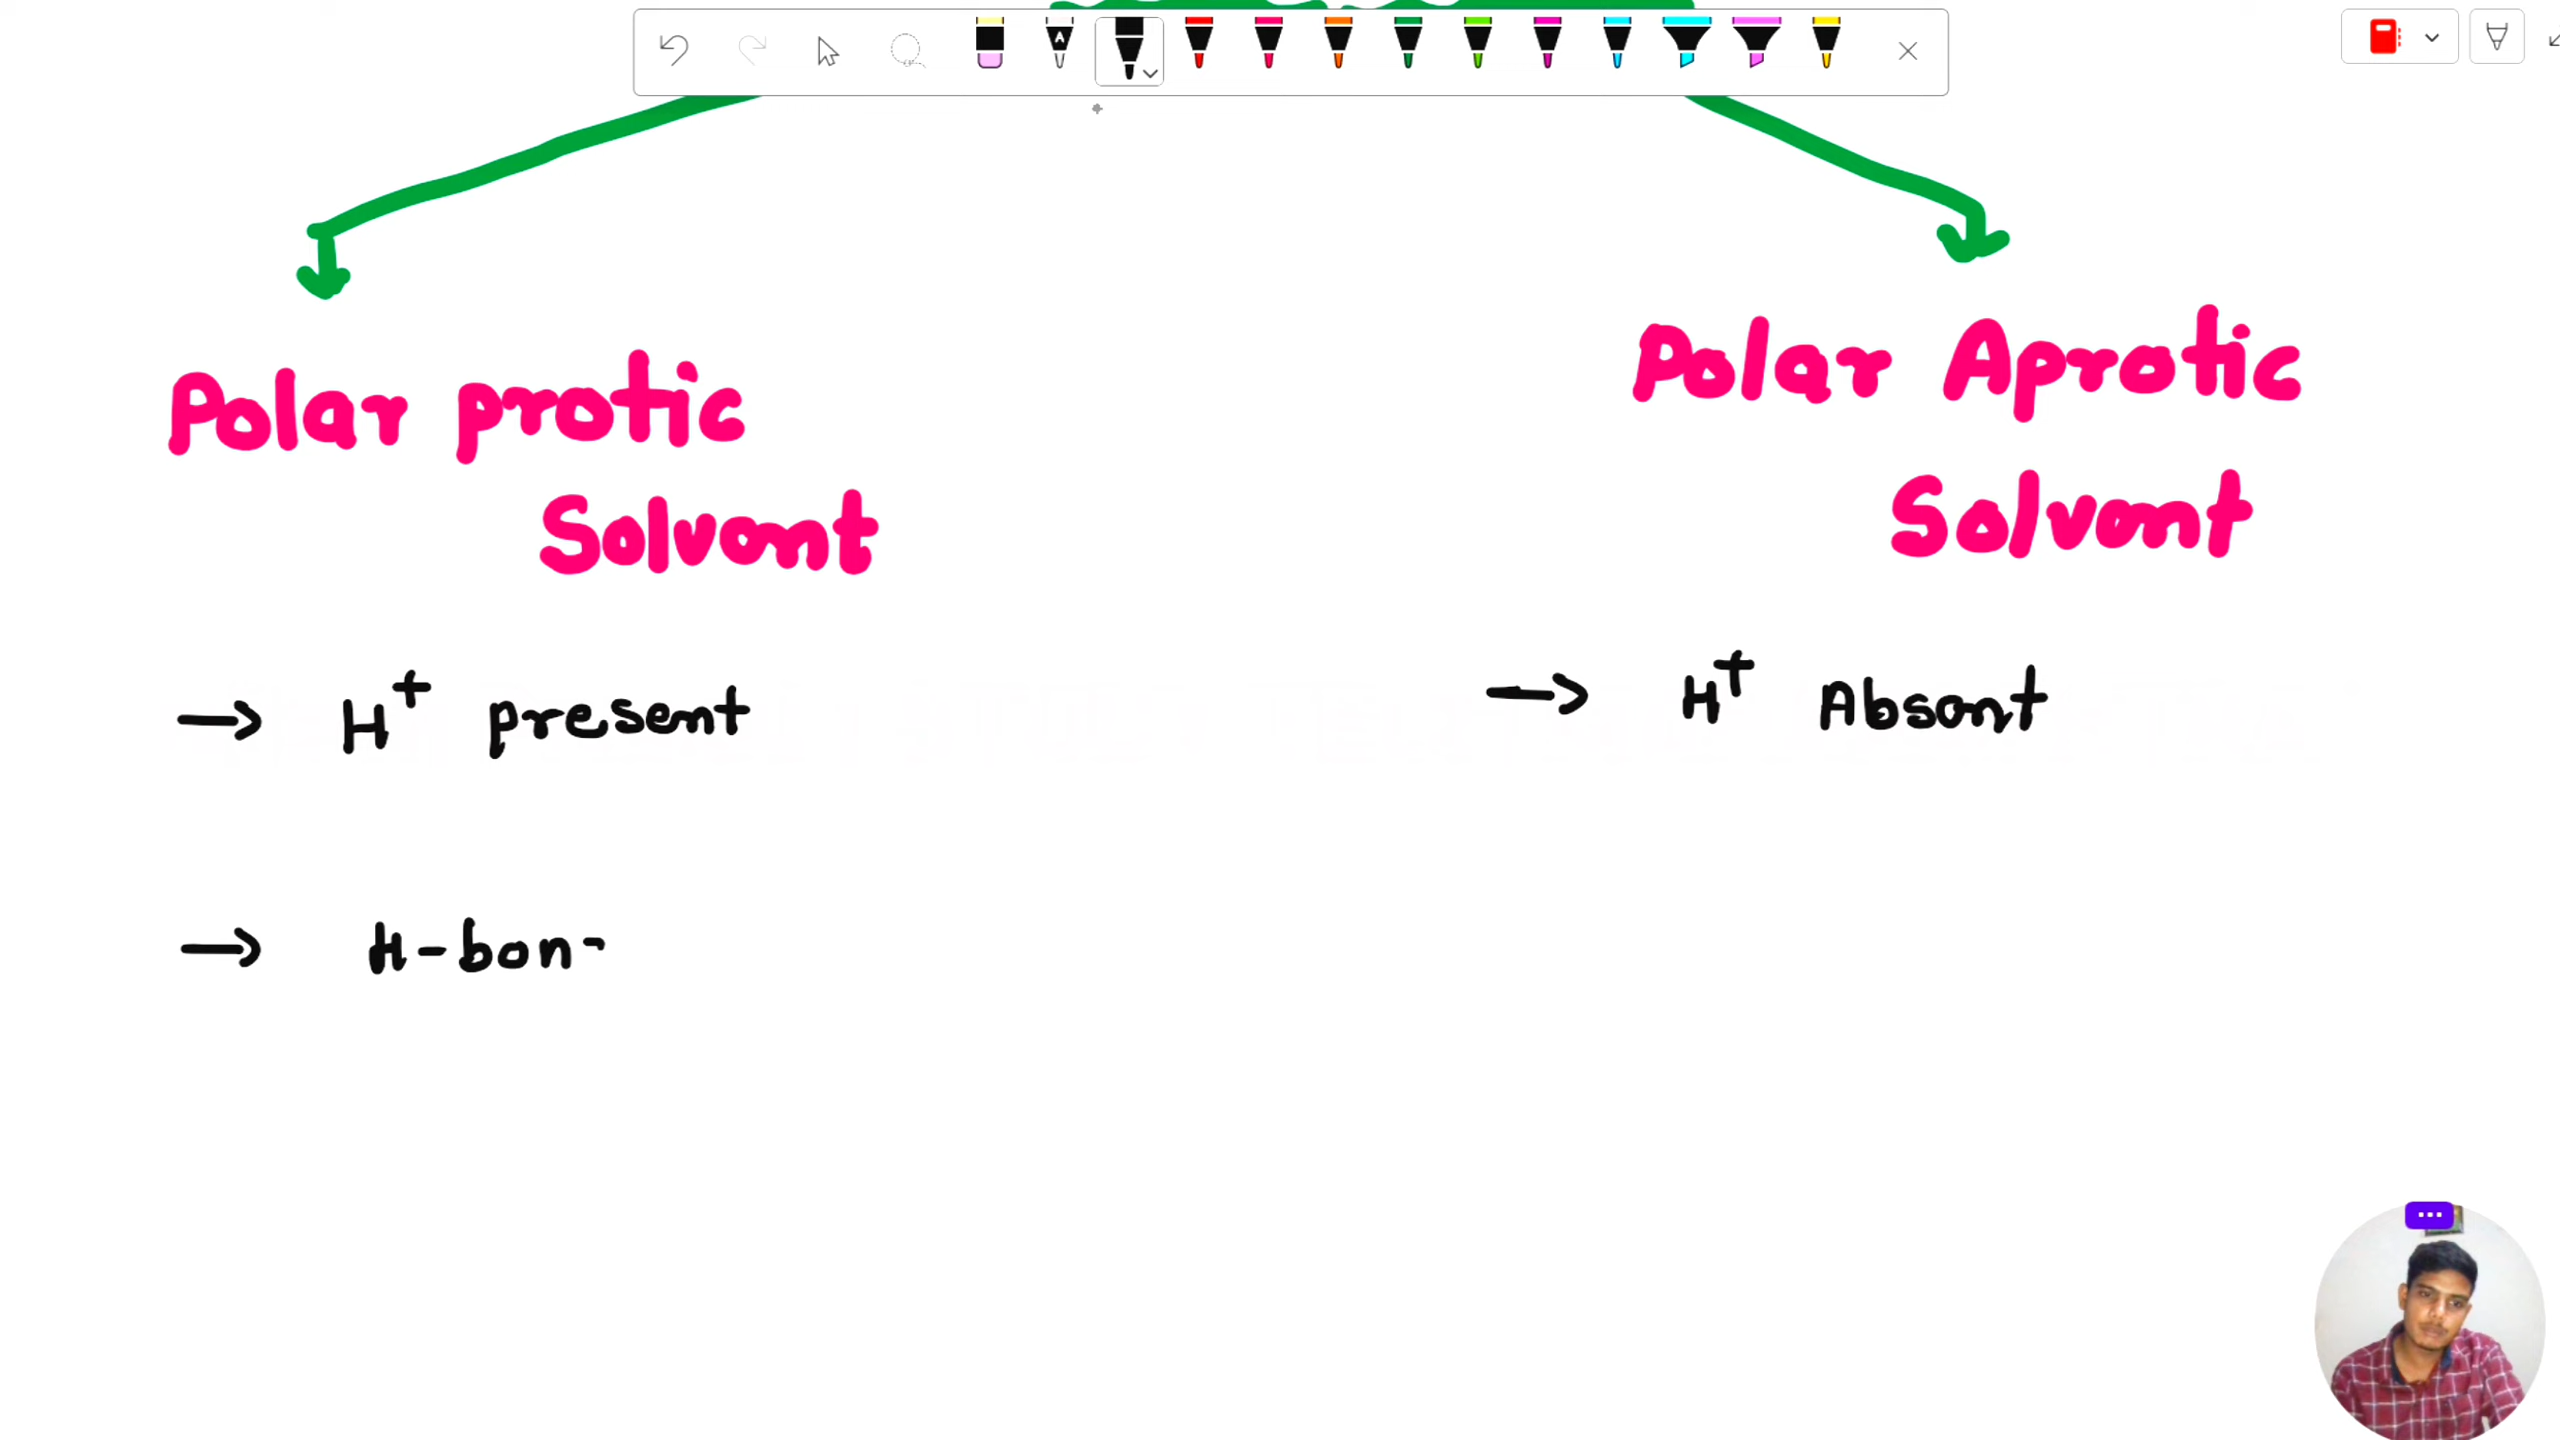 Polar protic
Solvent
→ H⁺ present
→ H-bon
Polar Aprotic
Solvent
→ H⁺ Absent